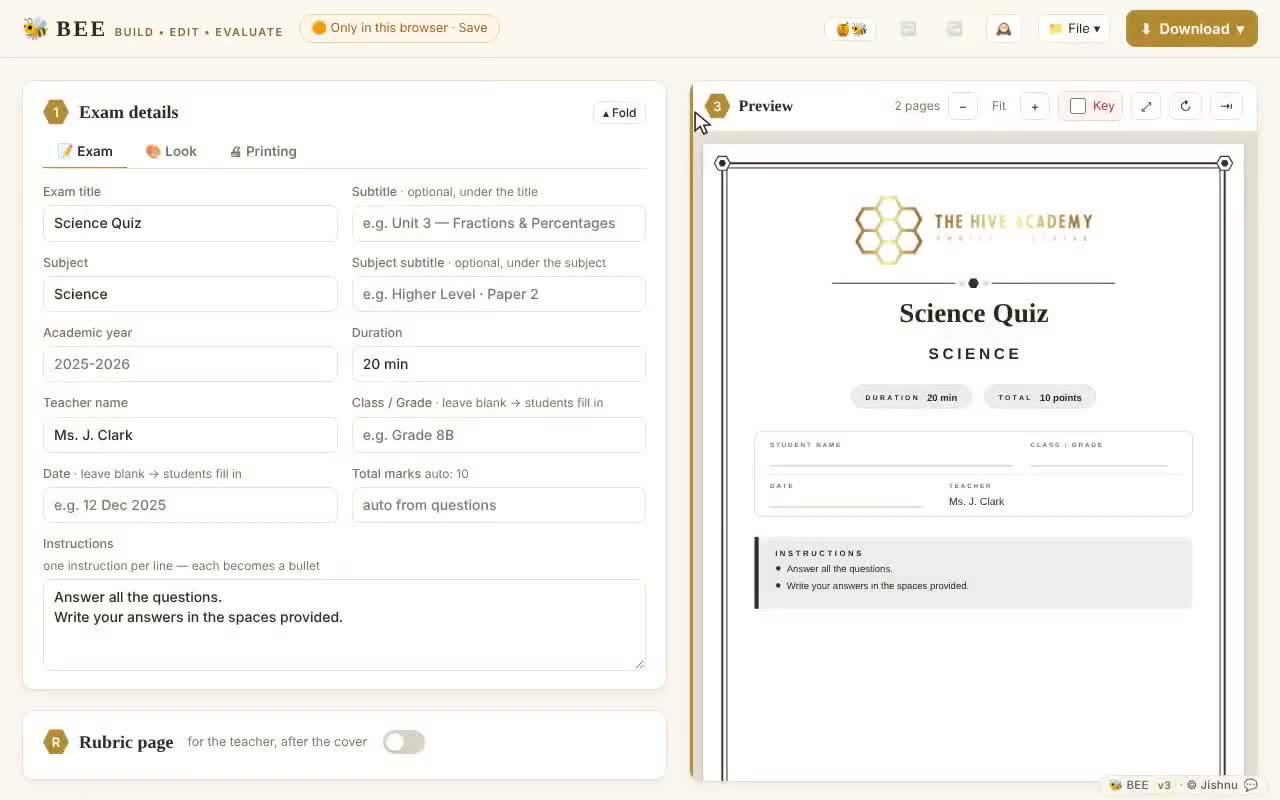 BEE BUILD • EDIT • EVALUATE
Only in this browser · Save
File ▾
Download ▾
1 Exam details
▴ Fold
Exam
Look
Printing
Exam title
Science Quiz
Subtitle · optional, under the title
e.g. Unit 3 — Fractions & Percentages
Subject
Science
Subject subtitle · optional, under the subject
e.g. Higher Level · Paper 2
Academic year
2025-2026
Duration
20 min
Teacher name
Ms. J. Clark
Class / Grade · leave blank → students fill in
e.g. Grade 8B
Date · leave blank → students fill in
e.g. 12 Dec 2025
Total marks auto: 10
auto from questions
Instructions
one instruction per line — each becomes a bullet
Answer all the questions.
Write your answers in the spaces provided.
R Rubric page for the teacher, after the cover
3 Preview
2 pages
−
Fit
+
Key
THE HIVE ACADEMY
Science Quiz
SCIENCE
DURATION 20 min
TOTAL 10 points
STUDENT NAME
CLASS | GRADE
DATE
TEACHER
Ms. J. Clark
INSTRUCTIONS
• Answer all the questions.
• Write your answers in the spaces provided.
BEE v3 · © Jishnu